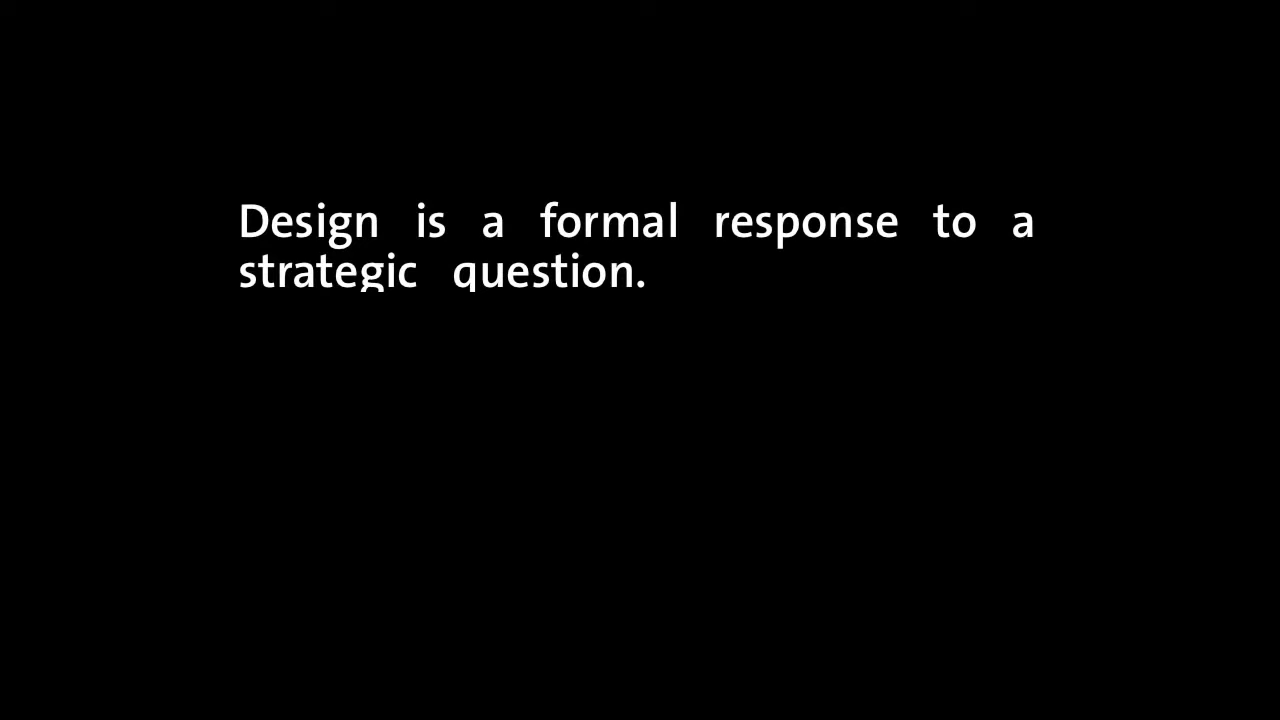 Design is a formal response to a
strategic question.